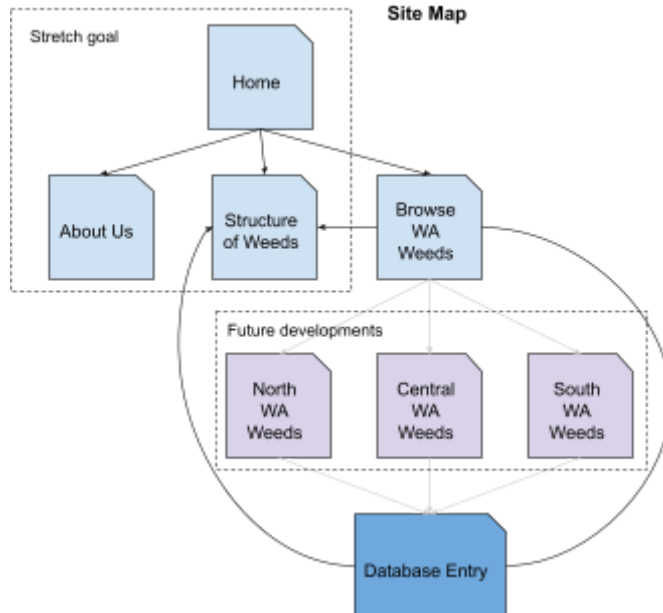 Site Map
Stretch goal
Home
About Us
Structure
of Weeds
Browse
WA
Weeds
Future developments
North
WA
Weeds
Central
WA
Weeds
South
WA
Weeds
Database Entry